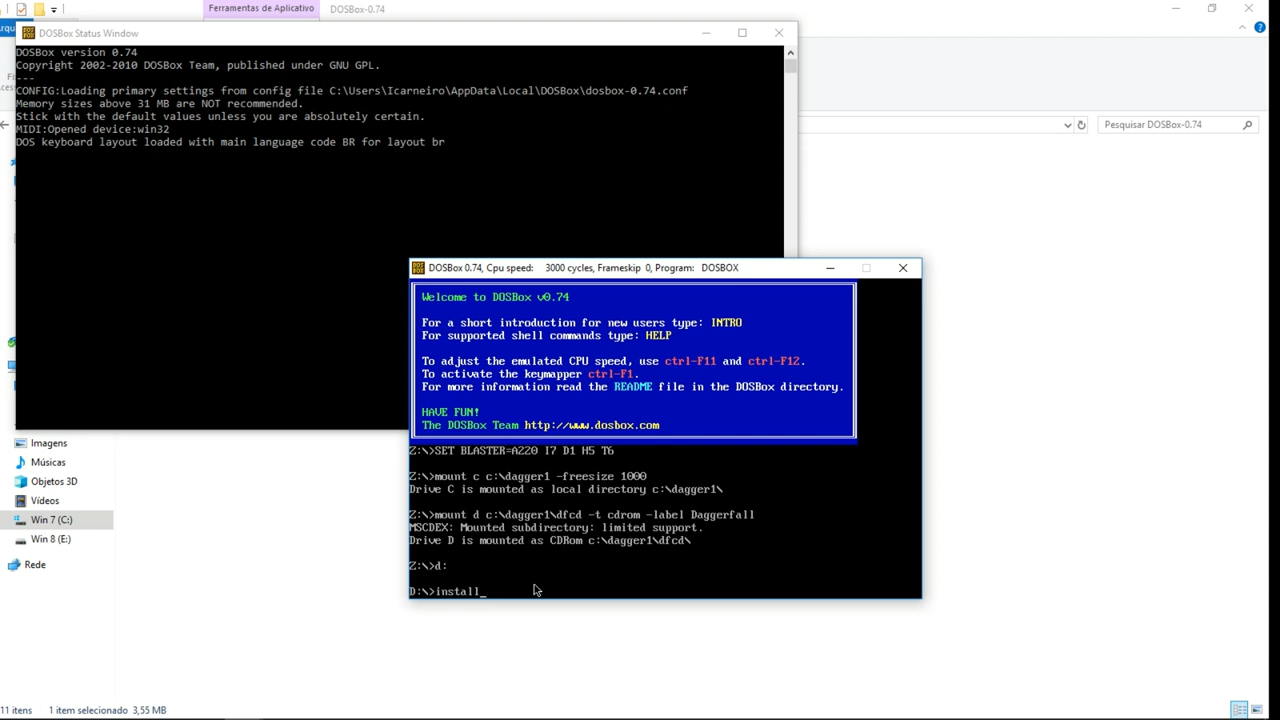 Ferramentas de Aplicativo
DOSBox-0.74
DOSBox Status Window
DOSBox version 0.74
Copyright 2002-2010 DOSBox Team, published under GNU GPL.
---
CONFIG:Loading primary settings from config file C:\Users\Icarneiro\AppData\Local\DOSBox\dosbox-0.74.conf
Memory sizes above 31 MB are NOT recommended.
Stick with the default values unless you are absolutely certain.
MIDI:Opened device:win32
DOS keyboard layout loaded with main language code BR for layout br
Pesquisar DOSBox-0.74
DOSBox 0.74, Cpu speed: 3000 cycles, Frameskip 0, Program: DOSBOX
Welcome to DOSBox v0.74
For a short introduction for new users type: INTRO
For supported shell commands type: HELP
To adjust the emulated CPU speed, use ctrl-F11 and ctrl-F12.
To activate the keymapper ctrl-F1.
For more information read the README file in the DOSBox directory.
HAVE FUN!
The DOSBox Team http://www.dosbox.com
Z:\>SET BLASTER=A220 I7 D1 H5 T6
Z:\>mount c c:\dagger1 -freesize 1000
Drive C is mounted as local directory c:\dagger1\
Z:\>mount d c:\dagger1\dfcd -t cdrom -label Daggerfall
MSCDEX: Mounted subdirectory: limited support.
Drive D is mounted as CDRom c:\dagger1\dfcd\
Z:\>d:
D:\>install_
Imagens
Músicas
Objetos 3D
Vídeos
Win 7 (C:)
Win 8 (E:)
Rede
11 itens
1 item selecionado 3,55 MB